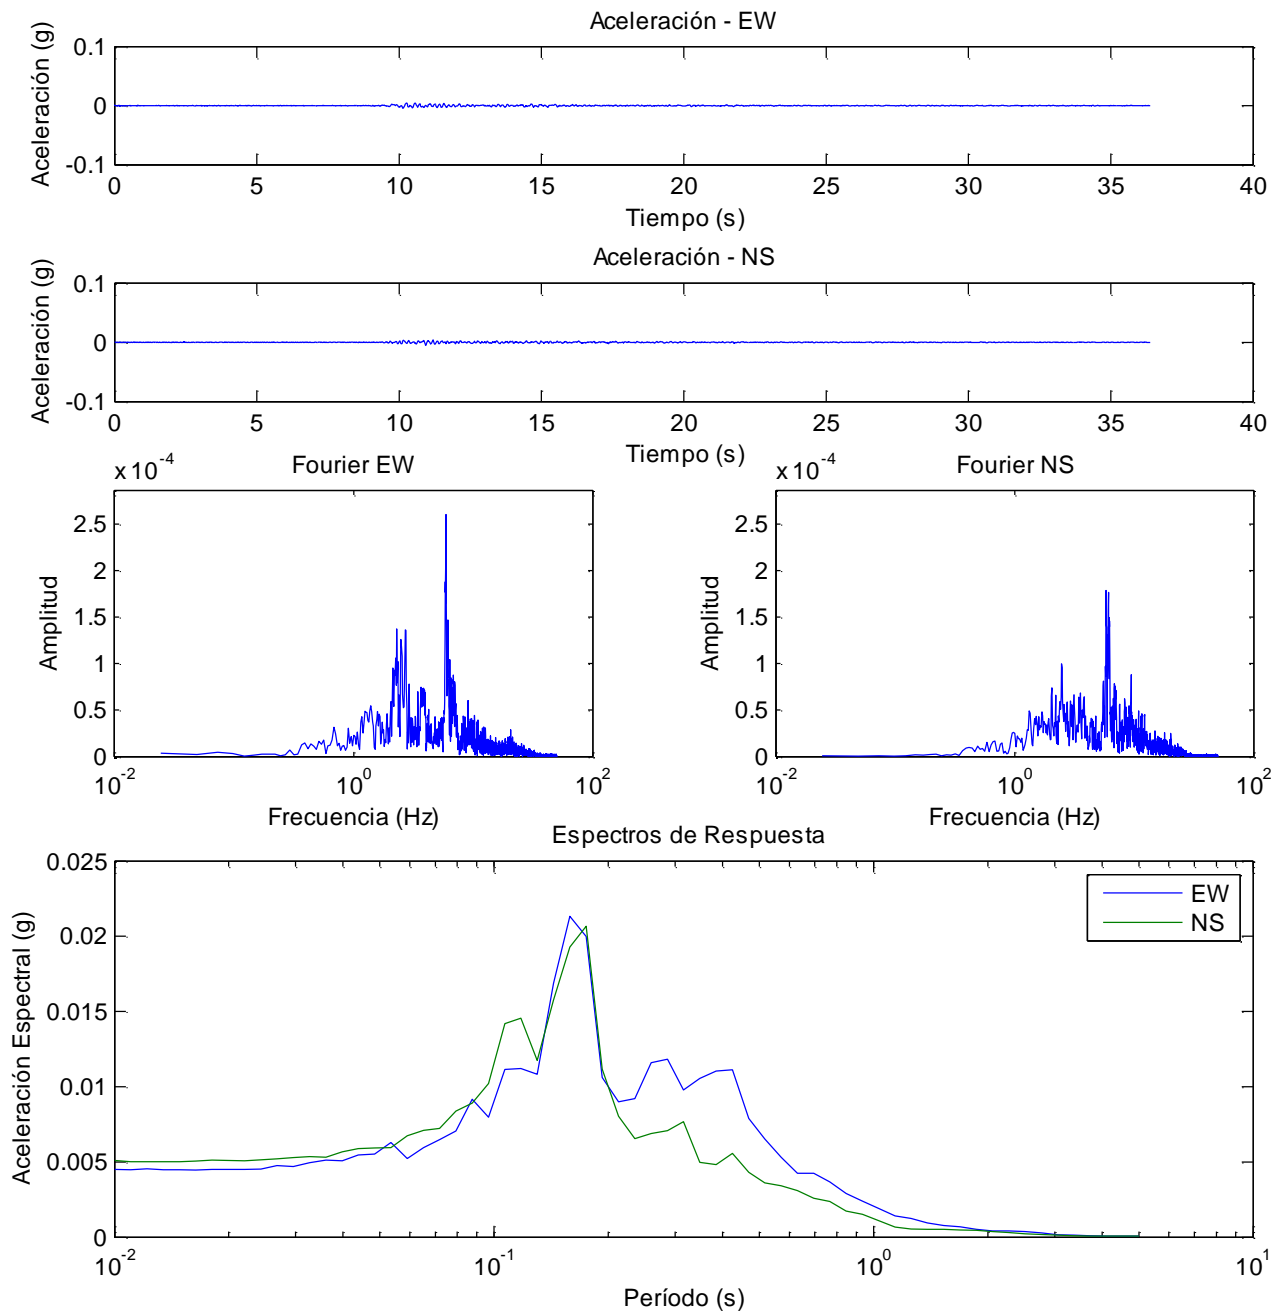 Aceleración - EW
Aceleración (g)
0.1
0
-0.1
0 5 10 15 20 25 30 35 40
Tiempo (s)
Aceleración - NS
Aceleración (g)
0.1
0
-0.1
0 5 10 15 20 25 30 35 40
Tiempo (s)
x 10^-4
Fourier EW
Amplitud
2.5
2
1.5
1
0.5
0
10^-2 10^0 10^2
Frecuencia (Hz)
x 10^-4
Fourier NS
Amplitud
2.5
2
1.5
1
0.5
0
10^-2 10^0 10^2
Frecuencia (Hz)
Espectros de Respuesta
Aceleración Espectral (g)
0.025
0.02
0.015
0.01
0.005
0
EW
NS
10^-2 10^-1 10^0 10^1
Período (s)